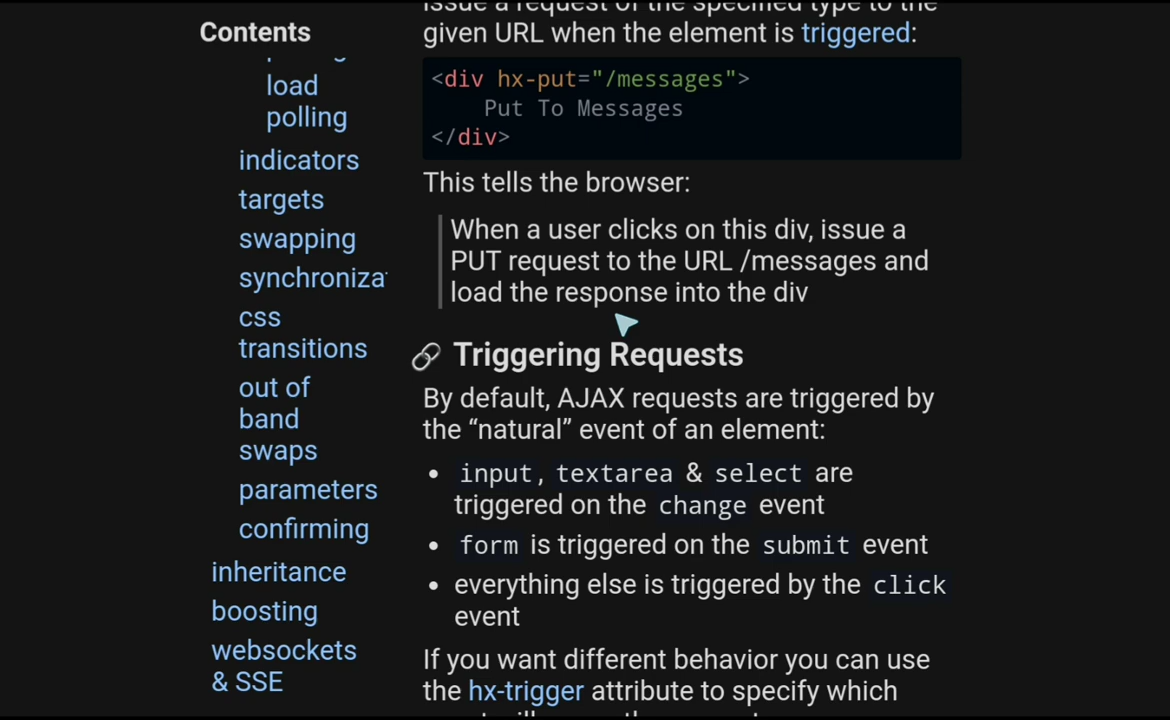 Contents
load
polling
indicators
targets
swapping
synchroniza
css
transitions
out of
band
swaps
parameters
confirming
inheritance
boosting
websockets
& SSE
issue a request of the specified type to the
given URL when the element is triggered:
<div hx-put="/messages">
    Put To Messages
</div>
This tells the browser:
When a user clicks on this div, issue a
PUT request to the URL /messages and
load the response into the div
Triggering Requests
By default, AJAX requests are triggered by
the “natural” event of an element:
• input, textarea & select are
triggered on the change event
• form is triggered on the submit event
• everything else is triggered by the click
event
If you want different behavior you can use
the hx-trigger attribute to specify which